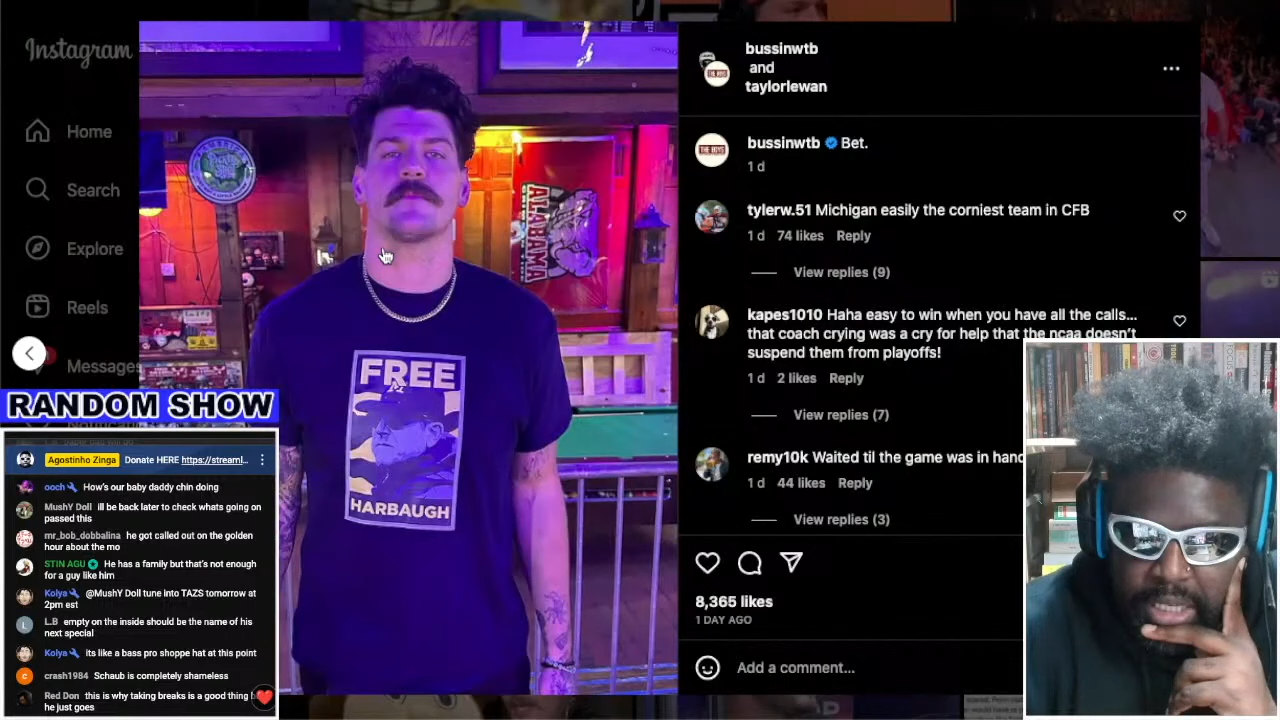 Instagram
Home
Search
Explore
Reels
Messages
RANDOM SHOW
Agostinho Zinga Donate HERE https://streaml...
ooch How's our baby daddy chin doing
MushY Doll ill be back later to check whats going on
passed this
mr_bob_dobbalina he got called out on the golden
hour about the mo
STIN AGU He has a family but that's not enough
for a guy like him
Kolya @MushY Doll tune into TAZS tomorrow at
2pm est
L.B empty on the inside should be the name of his
next special
Kolya its like a bass pro shoppe hat at this point
crash1984 Schaub is completely shameless
Red Don this is why taking breaks is a good thing
he just goes
ALABAMA
FREE
HARBAUGH
bussinwtb
and
taylorlewan
THE BOYS
bussinwtb Bet.
1 d
tylerw.51 Michigan easily the corniest team in CFB
1 d 74 likes Reply
View replies (9)
kapes1010 Haha easy to win when you have all the calls...
that coach crying was a cry for help that the ncaa doesn't
suspend them from playoffs!
1 d 2 likes Reply
View replies (7)
remy10k Waited til the game was in hand
1 d 44 likes Reply
View replies (3)
8,365 likes
1 DAY AGO
Add a comment...